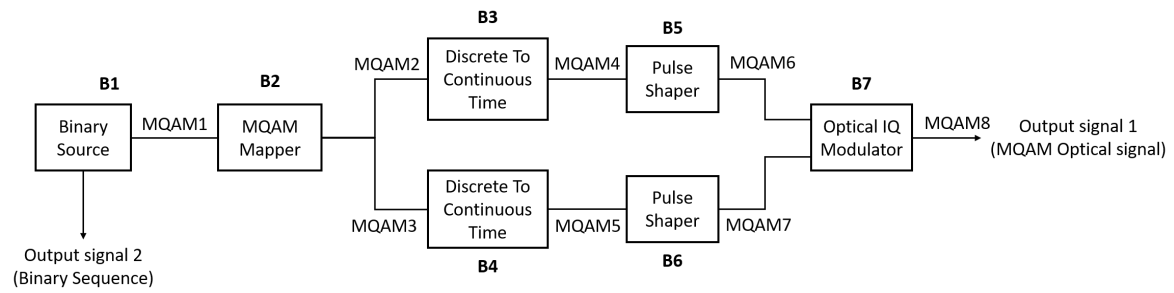 B3
B5
MQAM2
Discrete To
Continuous
Time
MQAM4
Pulse
Shaper
MQAM6
B1
B2
B7
Binary
Source
MQAM1
MQAM
Mapper
Optical IQ
Modulator
MQAM8
Output signal 1
(MQAM Optical signal)
MQAM3
Discrete To
Continuous
Time
MQAM5
Pulse
Shaper
MQAM7
Output signal 2
(Binary Sequence)
B4
B6